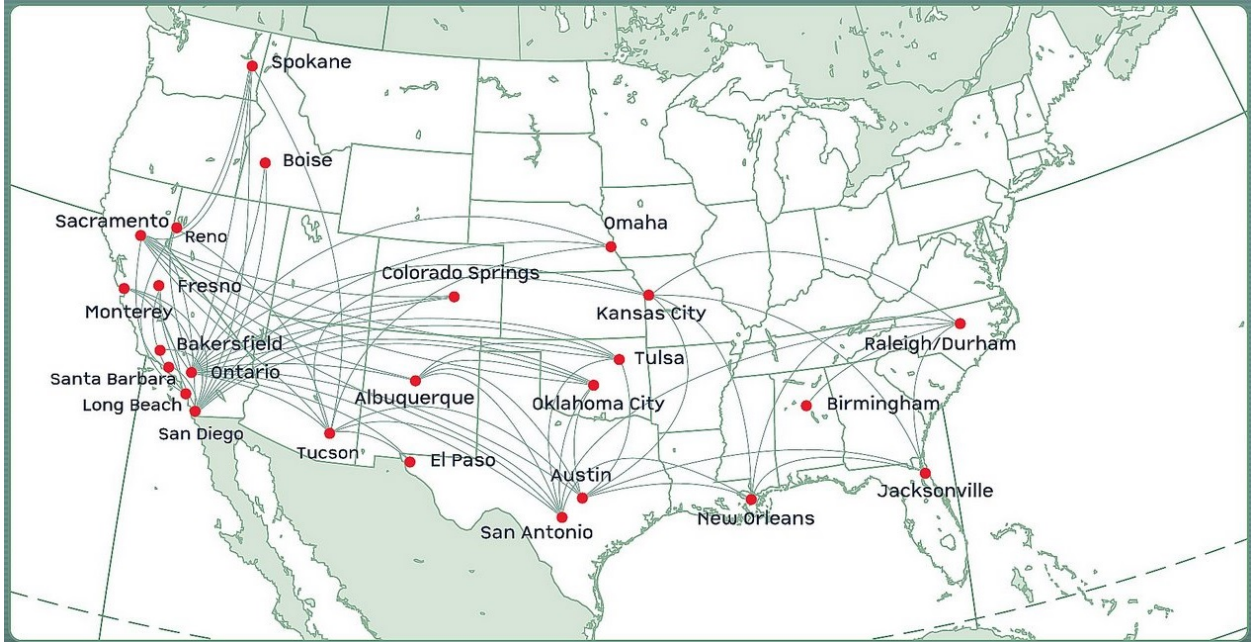 Spokane
Boise
Sacramento
Reno
Omaha
Colorado Springs
Fresno
Monterey
Kansas City
Raleigh/Durham
Bakersfield
Ontario
Tulsa
Santa Barbara
Albuquerque
Oklahoma City
Birmingham
Long Beach
San Diego
Tucson
El Paso
Austin
Jacksonville
New Orleans
San Antonio